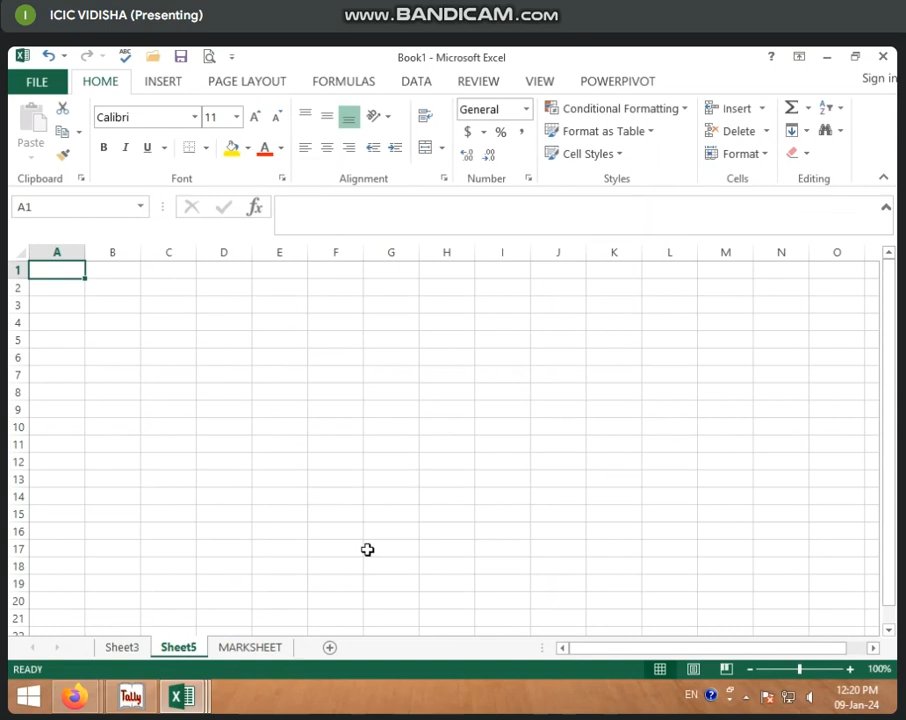 I ICIC VIDISHA (Presenting) WWW.BANDICAM.COM
Book1 - Microsoft Excel
FILE HOME INSERT PAGE LAYOUT FORMULAS DATA REVIEW VIEW POWERPIVOT Sign in
Paste Calibri 11 General Conditional Formatting Insert
B I U $ % , Format as Table Delete
Cell Styles Format
Clipboard Font Alignment Number Styles Cells Editing
A1 fx
A B C D E F G H I J K L M N O
1
2
3
4
5
6
7
8
9
10
11
12
13
14
15
16
17
18
19
20
21
Sheet3 Sheet5 MARKSHEET
READY 100%
Tally EN 12:20 PM
09-Jan-24